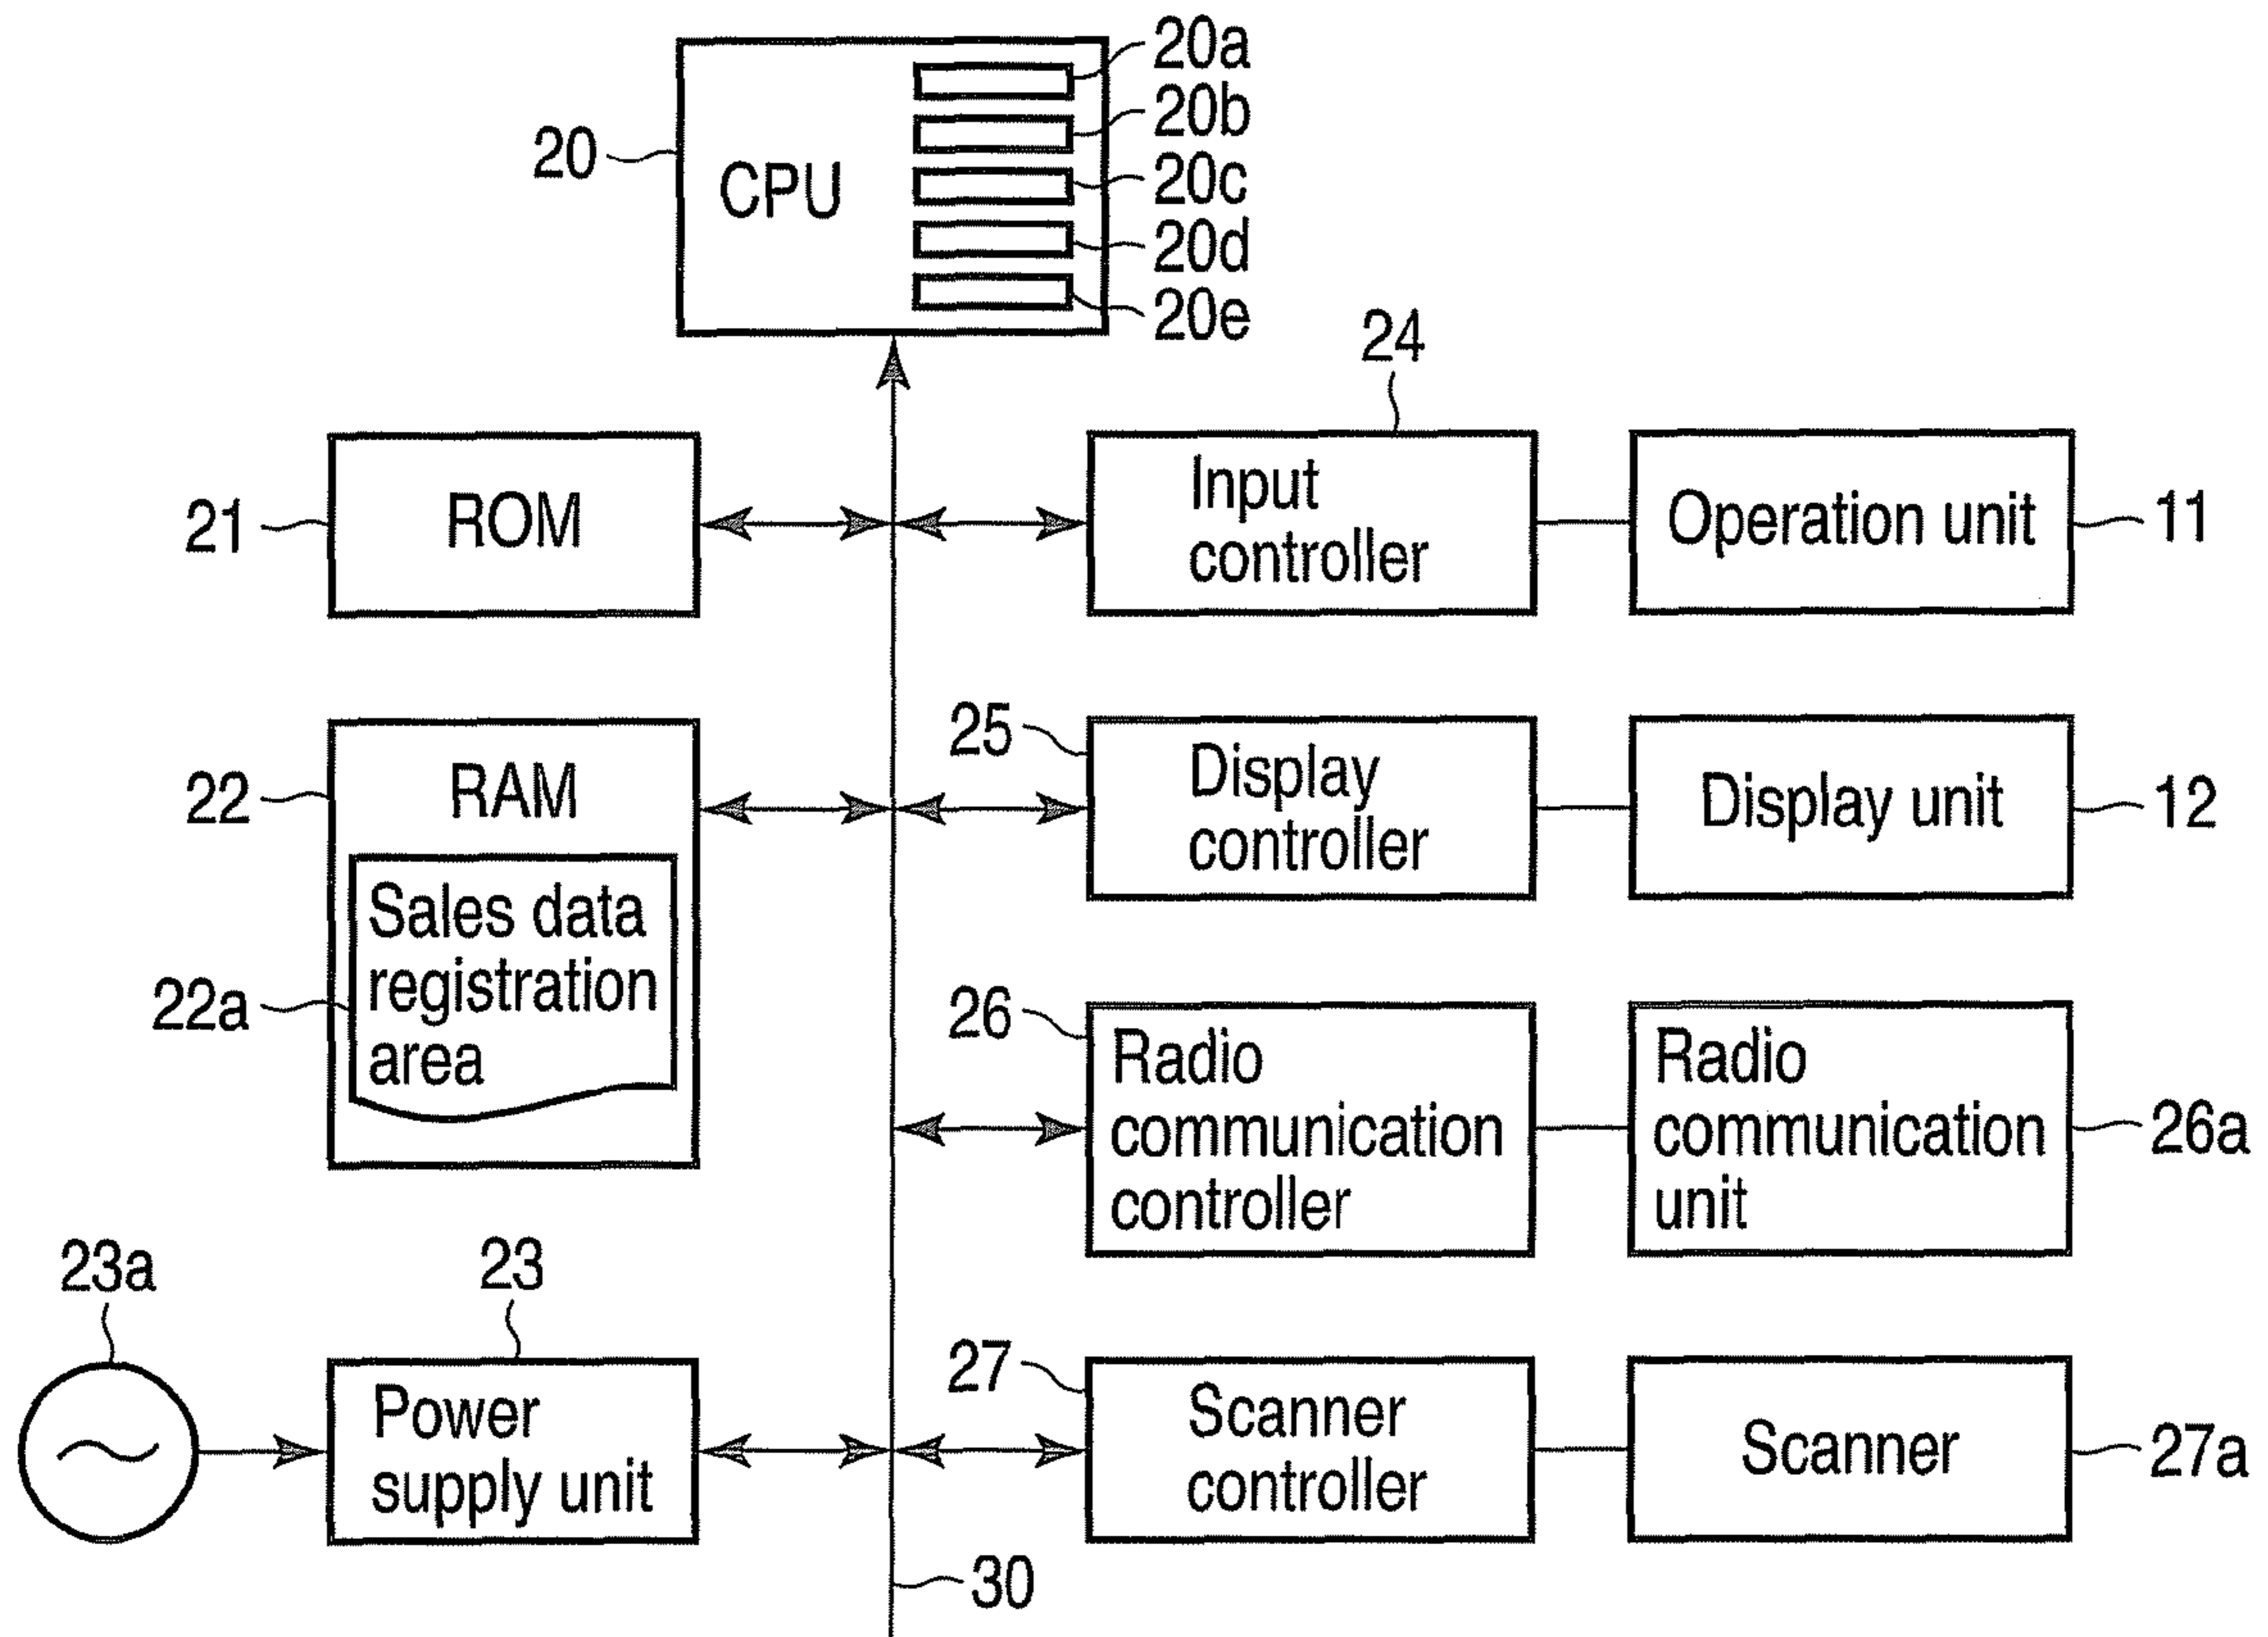 20a
20b
20
CPU
20c
20d
20e
24
21
ROM
Input
controller
Operation unit
11
25
22
RAM
Display
controller
Display unit
12
Sales data
registration
area
22a
26
Radio
communication
controller
Radio
communication
unit
26a
23a
23
27
Power
supply unit
Scanner
controller
Scanner
27a
30